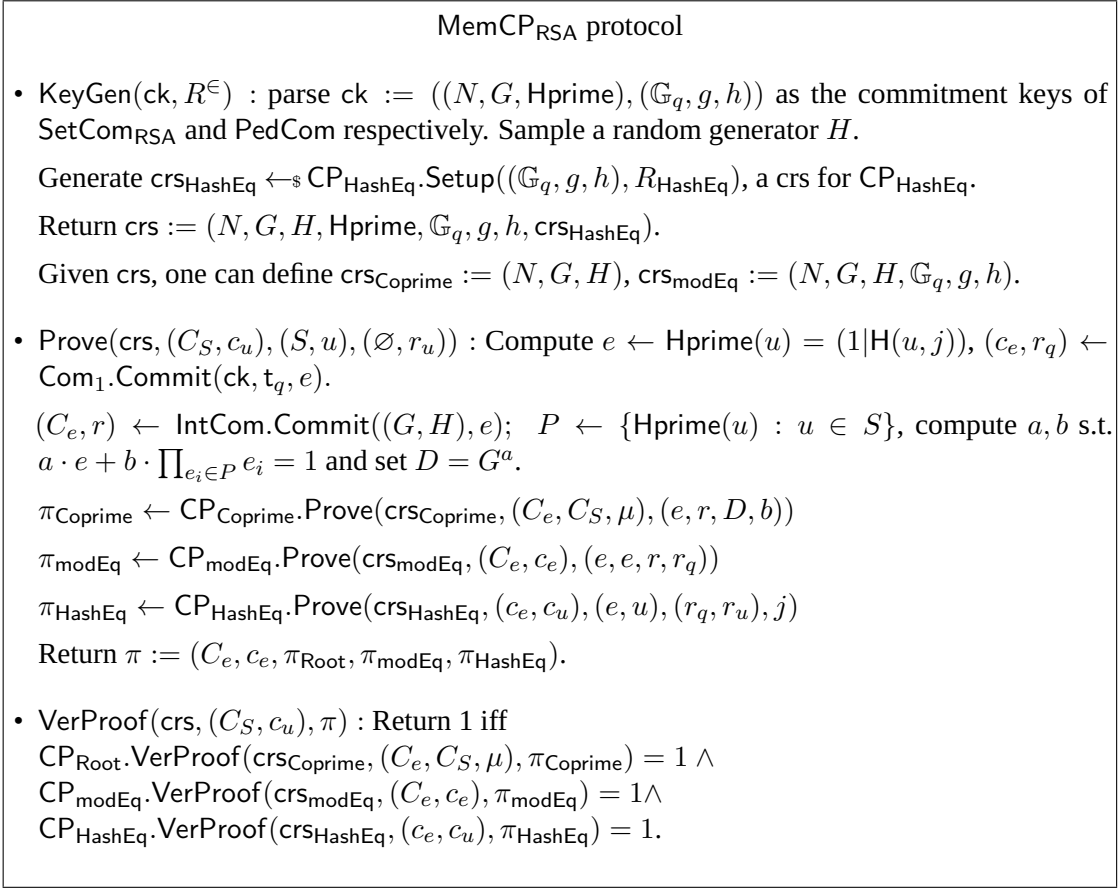 MemCP_RSA protocol
• KeyGen(ck, R^∈) : parse ck := ((N, G, Hprime), (𝔾_q, g, h)) as the commitment keys of
SetCom_RSA and PedCom respectively. Sample a random generator H.
Generate crs_HashEq ←$ CP_HashEq.Setup((𝔾_q, g, h), R_HashEq), a crs for CP_HashEq.
Return crs := (N, G, H, Hprime, 𝔾_q, g, h, crs_HashEq).
Given crs, one can define crs_Coprime := (N, G, H), crs_modEq := (N, G, H, 𝔾_q, g, h).
• Prove(crs, (C_S, c_u), (S, u), (∅, r_u)) : Compute e ← Hprime(u) = (1|H(u, j)), (c_e, r_q) ←
Com_1.Commit(ck, t_q, e).
(C_e, r) ← IntCom.Commit((G, H), e); P ← {Hprime(u) : u ∈ S}, compute a, b s.t.
a · e + b · ∏_{e_i∈P} e_i = 1 and set D = G^a.
π_Coprime ← CP_Coprime.Prove(crs_Coprime, (C_e, C_S, μ), (e, r, D, b))
π_modEq ← CP_modEq.Prove(crs_modEq, (C_e, c_e), (e, e, r, r_q))
π_HashEq ← CP_HashEq.Prove(crs_HashEq, (c_e, c_u), (e, u), (r_q, r_u), j)
Return π := (C_e, c_e, π_Root, π_modEq, π_HashEq).
• VerProof(crs, (C_S, c_u), π) : Return 1 iff
CP_Root.VerProof(crs_Coprime, (C_e, C_S, μ), π_Coprime) = 1 ∧
CP_modEq.VerProof(crs_modEq, (C_e, c_e), π_modEq) = 1∧
CP_HashEq.VerProof(crs_HashEq, (c_e, c_u), π_HashEq) = 1.